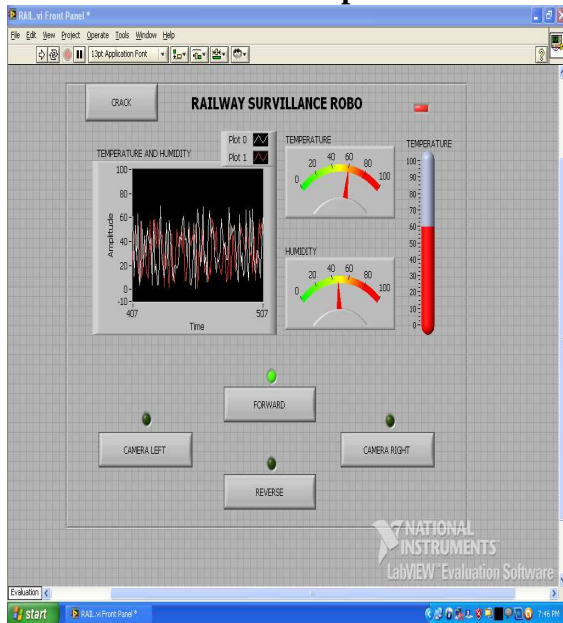 RAIL.vi Front Panel *
File Edit View Project Operate Tools Window Help
13pt Application Font
CRACK
RAILWAY SURVILLANCE ROBO
Plot 0
Plot 1
TEMPERATURE AND HUMIDITY
TEMPERATURE
TEMPERATURE
Amplitude
100
80
60
40
20
0
-10
407
507
Time
0
20
40
60
80
100
HUMIDITY
0
20
40
60
80
100
100
90
80
70
60
50
40
30
20
10
0
FORWARD
CAMERA LEFT
CAMERA RIGHT
REVERSE
NATIONAL
INSTRUMENTS
LabVIEW Evaluation Software
Evaluation
start
RAIL.vi Front Panel *
7:46 PM